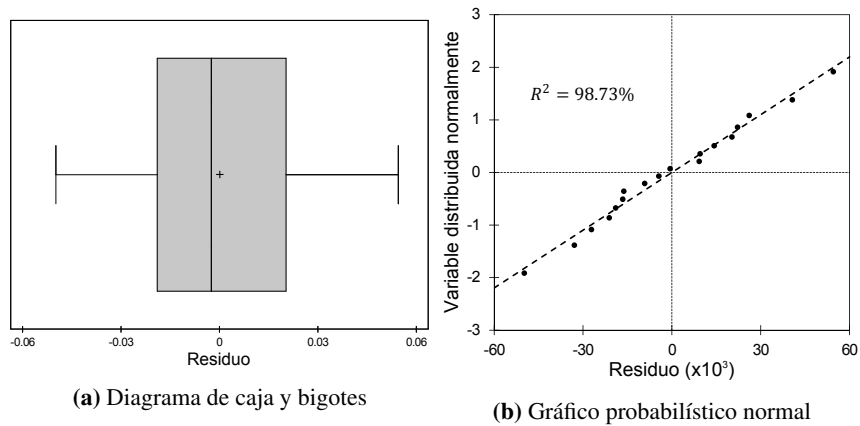 -0.06
-0.03
0
0.03
0.06
Residuo
(a) Diagrama de caja y bigotes
Variable distribuida normalmente
3
2
1
0
-1
-2
-3
R² = 98.73%
-60
-30
0
30
60
Residuo (x10³)
(b) Gráfico probabilístico normal